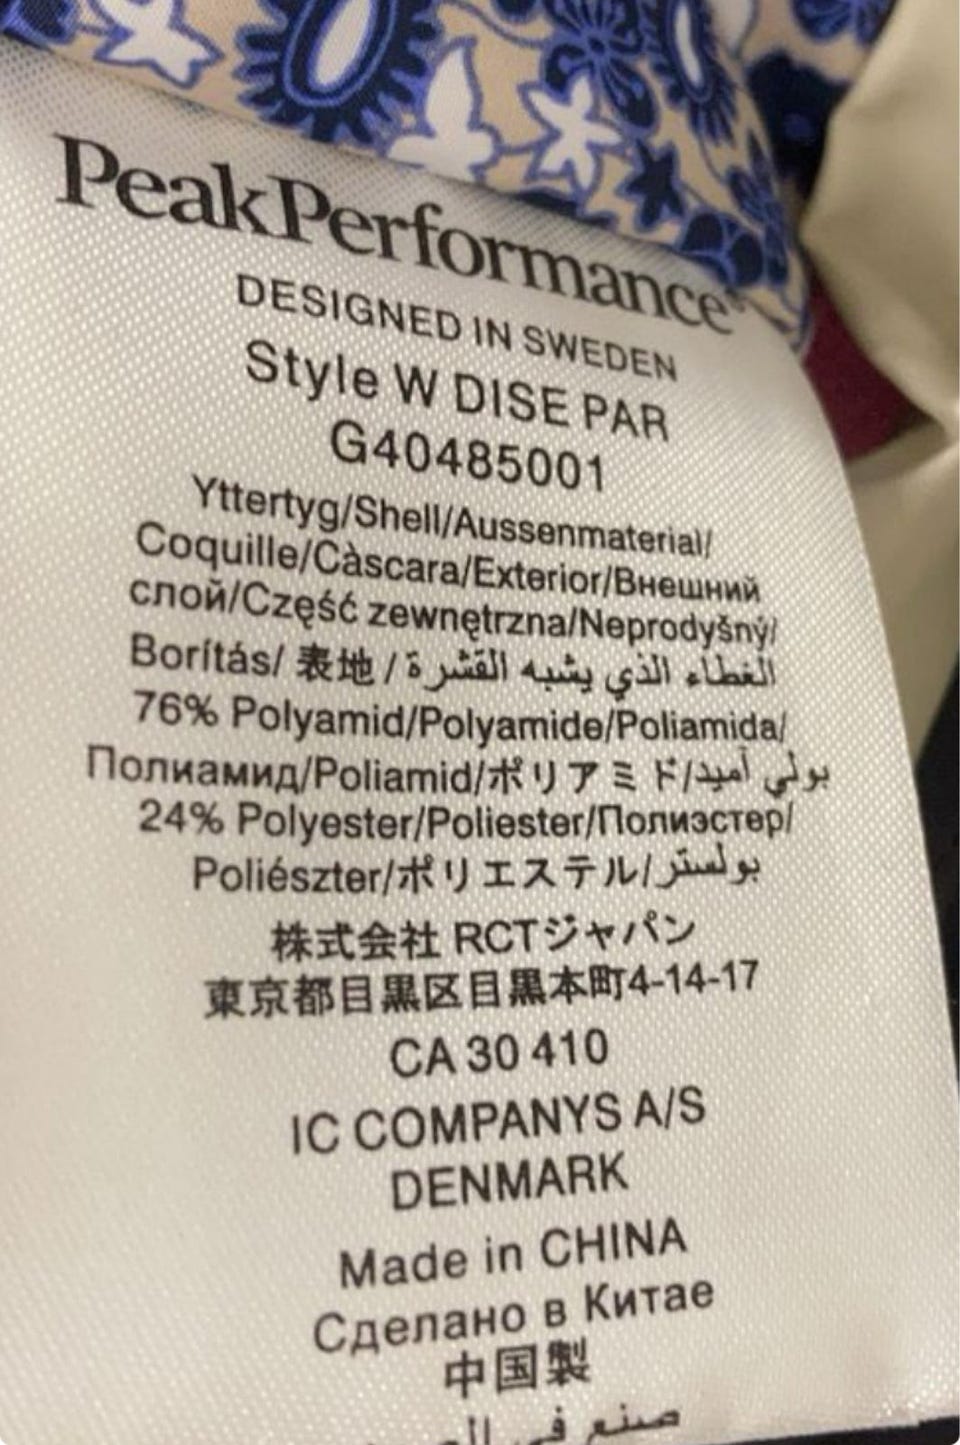 PeakPerformance®
DESIGNED IN SWEDEN
Style W DISE PAR
G40485001
Yttertyg/Shell/Aussenmaterial/
Coquille/Càscara/Exterior/Внешний
слой/Część zewnętrzna/Neprodyšný/
Borítás/ 表地 / الغطاء الذي يشبه القشرة
76% Polyamid/Polyamide/Poliamida/
Полиамид/Poliamid/ポリアミド/بولي أميد
24% Polyester/Poliester/Полиэстер/
Poliészter/ポリエステル/بولستر
株式会社 RCTジャパン
東京都目黒区目黒本町4-14-17
CA 30 410
IC COMPANYS A/S
DENMARK
Made in CHINA
Сделано в Китае
中国製
صنع في